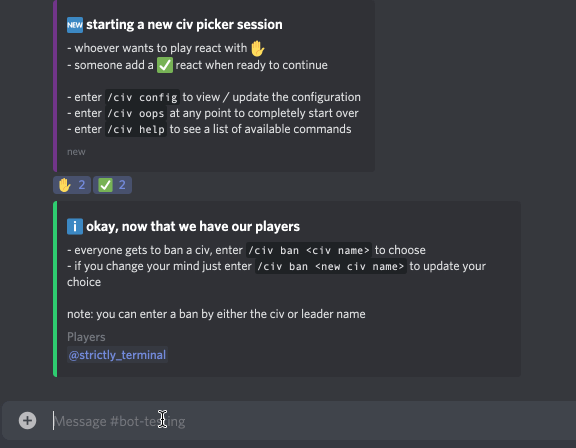 NEW starting a new civ picker session
- whoever wants to play react with ✋
- someone add a ✅ react when ready to continue
- enter /civ config to view / update the configuration
- enter /civ oops at any point to completely start over
- enter /civ help to see a list of available commands
new
✋ 2 ✅ 2
ℹ️ okay, now that we have our players
- everyone gets to ban a civ, enter /civ ban <civ name> to choose
- if you change your mind just enter /civ ban <new civ name> to update your
choice
note: you can enter a ban by either the civ or leader name
Players
@strictly_terminal
Message #bot-testing